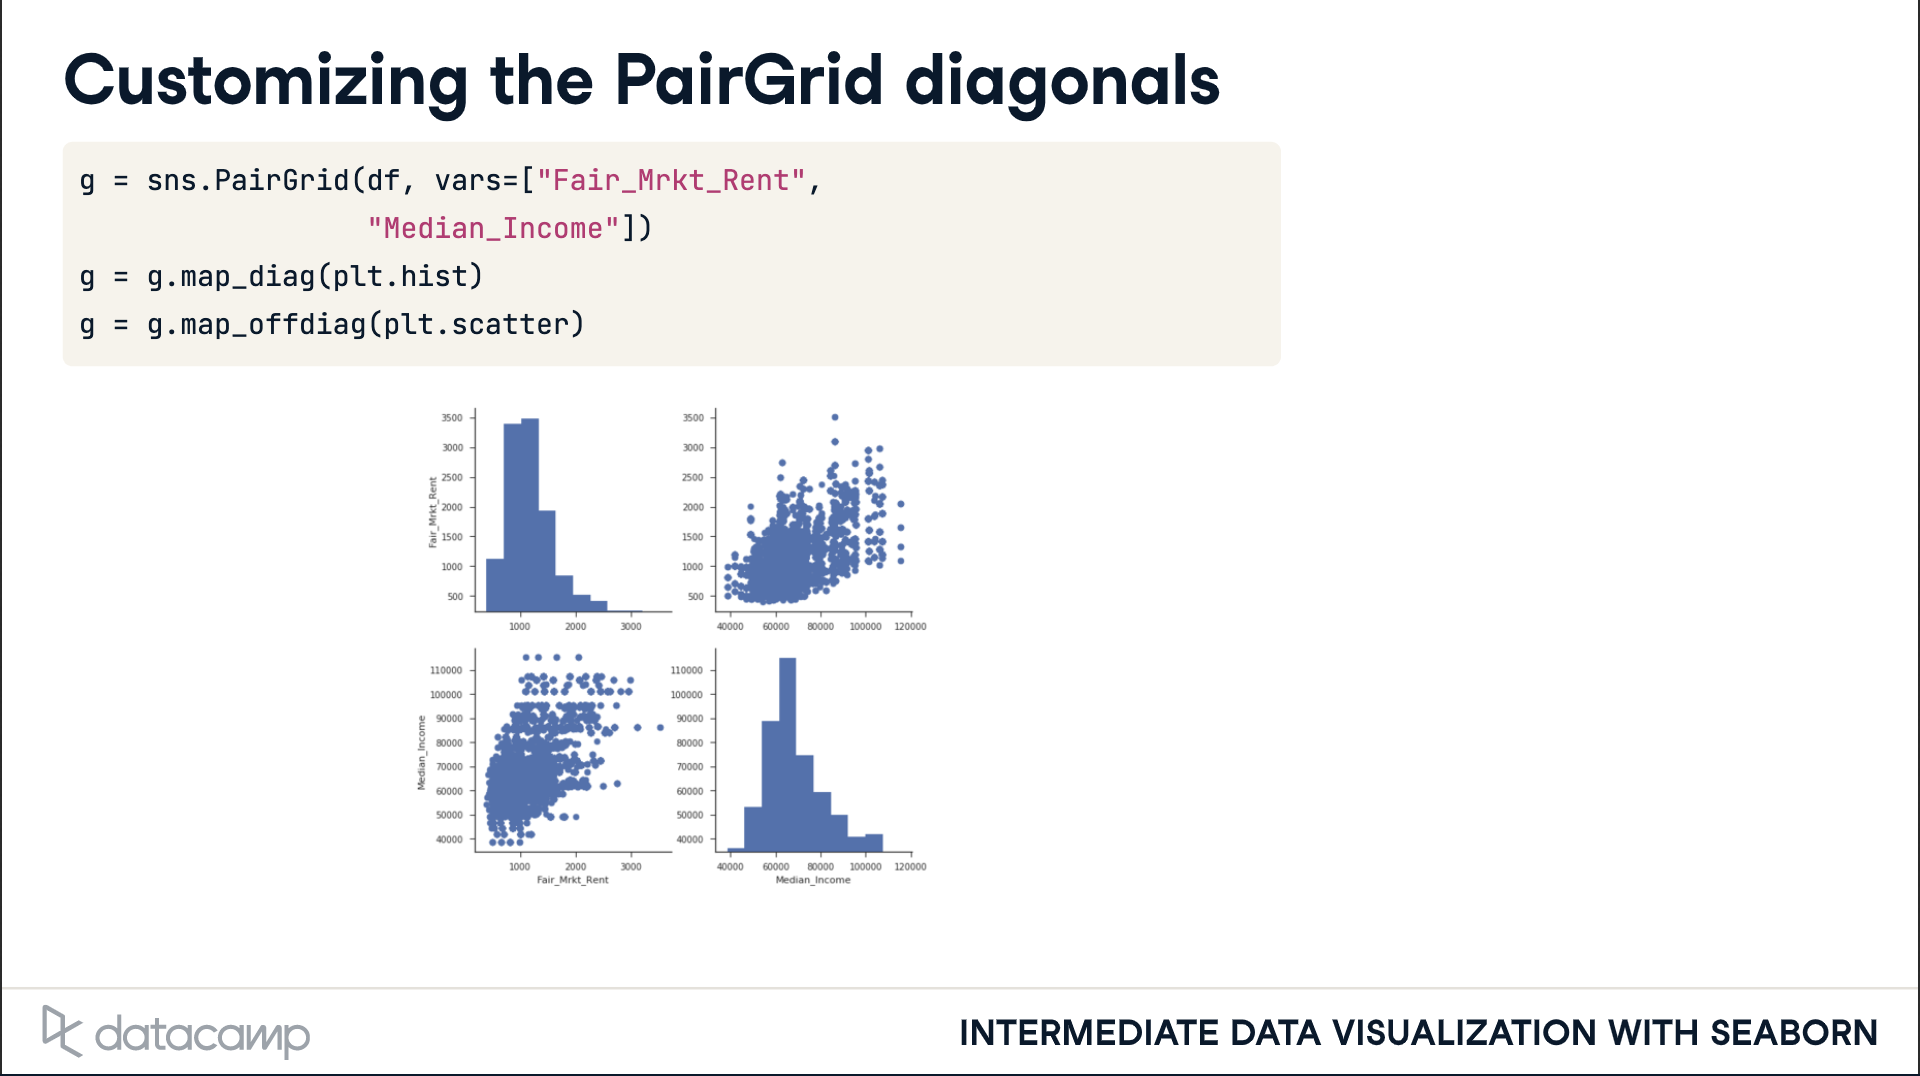 Customizing the PairGrid diagonals
g = sns.PairGrid(df, vars=["Fair_Mrkt_Rent",
"Median_Income"])
g = g.map_diag(plt.hist)
g = g.map_offdiag(plt.scatter)
3500
3000
2500
2000
1500
1000
500
Fair_Mrkt_Rent
1000 2000 3000
3500
3000
2500
2000
1500
1000
500
40000 60000 80000 100000 120000
110000
100000
90000
80000
70000
60000
50000
40000
Median_Income
1000 2000 3000
Fair_Mrkt_Rent
110000
100000
90000
80000
70000
60000
50000
40000
40000 60000 80000 100000 120000
Median_Income
datacamp
INTERMEDIATE DATA VISUALIZATION WITH SEABORN